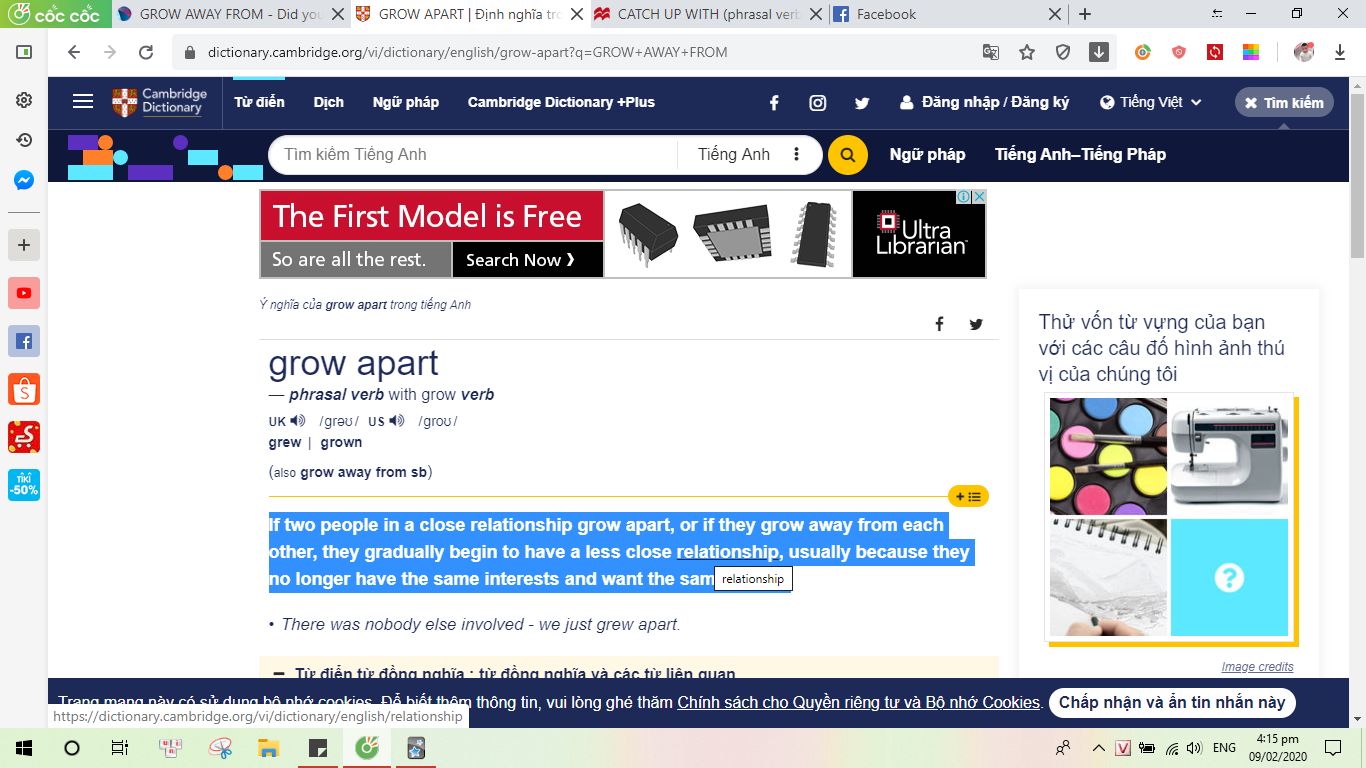 cốc cốc
GROW AWAY FROM - Did you
GROW APART | Định nghĩa tro
CATCH UP WITH (phrasal verb
Facebook
dictionary.cambridge.org/vi/dictionary/english/grow-apart?q=GROW+AWAY+FROM
Cambridge
Dictionary
Từ điển
Dịch
Ngữ pháp
Cambridge Dictionary +Plus
Đăng nhập / Đăng ký
Tiếng Việt
Tìm kiếm
Tìm kiếm Tiếng Anh
Tiếng Anh
Ngữ pháp
Tiếng Anh–Tiếng Pháp
The First Model is Free
So are all the rest.
Search Now ❯
Ultra
Librarian
Ý nghĩa của grow apart trong tiếng Anh
grow apart
— phrasal verb with grow verb
UK /ɡrəʊ/ US /ɡroʊ/
grew | grown
(also grow away from sb)
If two people in a close relationship grow apart, or if they grow away from each
other, they gradually begin to have a less close relationship, usually because they
no longer have the same interests and want the sam
relationship
• There was nobody else involved - we just grew apart.
Từ điển từ đồng nghĩa : từ đồng nghĩa và các từ liên quan
Thử vốn từ vựng của bạn
với các câu đố hình ảnh thú
vị của chúng tôi
Image credits
Trang mạng này có sử dụng bộ nhớ cookies. Để biết thêm thông tin, vui lòng ghé thăm Chính sách cho Quyền riêng tư và Bộ nhớ Cookies.
Chấp nhận và ẩn tin nhắn này
https://dictionary.cambridge.org/vi/dictionary/english/relationship
TIKI
-50%
ENG
4:15 pm
09/02/2020